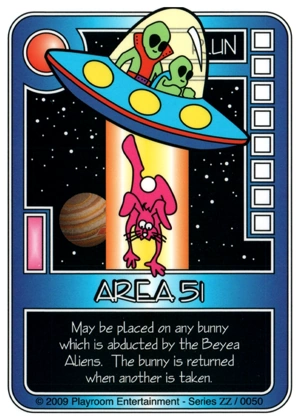 RUN
AREA 51
May be placed on any bunny
which is abducted by the Beyea
Aliens. The bunny is returned
when another is taken.
© 2009 Playroom Entertainment - Series ZZ / 0050